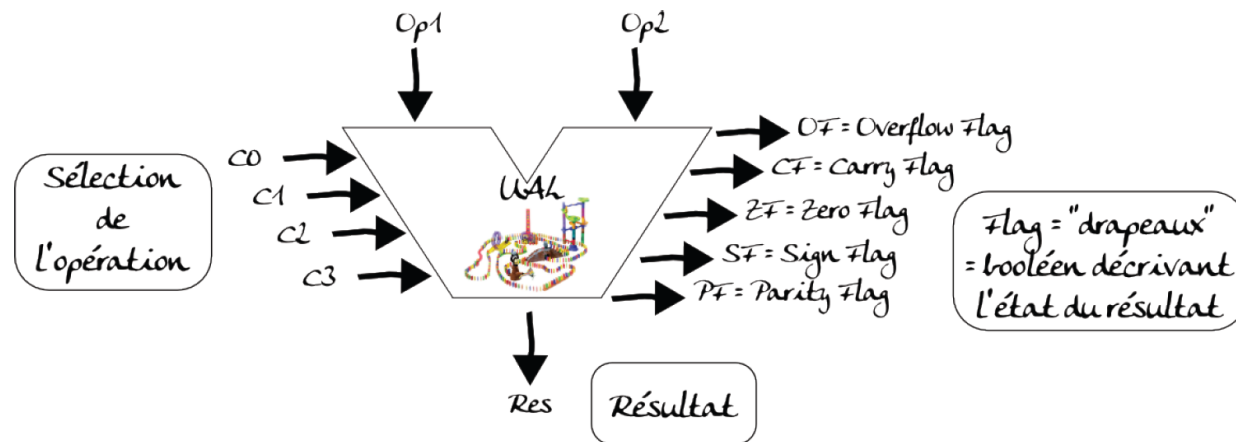 Op1
Op2
Sélection
de
l'opération
C0
C1
C2
C3
UAL
OF = Overflow Flag
CF = Carry Flag
ZF = Zero Flag
SF = Sign Flag
PF = Parity Flag
Flag = "drapeaux"
= booléen décrivant
l'état du résultat
Res
Résultat